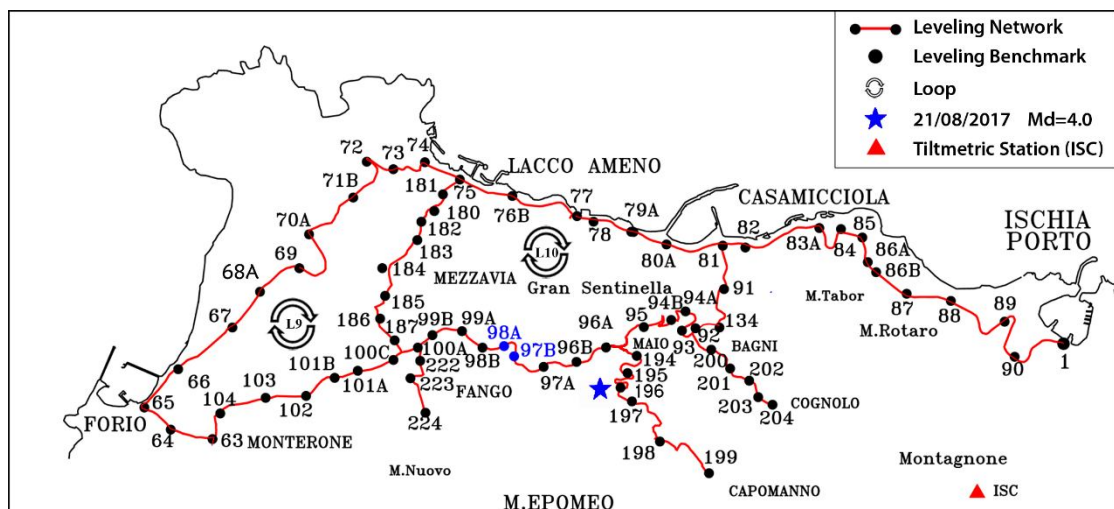 Leveling Network
Leveling Benchmark
Loop
21/08/2017 Md=4.0
Tiltmetric Station (ISC)
72
73
74
LACCO AMENO
71B
181
75
76B
77
78
79A
CASAMICCIOLA
80A
81
82
83A
84
85
86A
86B
ISCHIA
PORTO
70A
180
182
183
69
184
MEZZAVIA
L10
Gran Sentinella
91
M.Tabor
87
88
89
M.Rotaro
90
1
68A
67
L9
185
186
187
99B
99A
98A
97B
98B
96A
95
94B
94A
134
92
93
BAGNI
MAIO
194
96B
97A
100A
100C
101B
101A
222
223
FANGO
224
195
196
197
200
201
202
203
204
COGNOLO
66
65
FORIO
64
63
104
103
102
MONTERONE
M.Nuovo
198
199
CAPOMANNO
M.EPOMEO
Montagnone
ISC